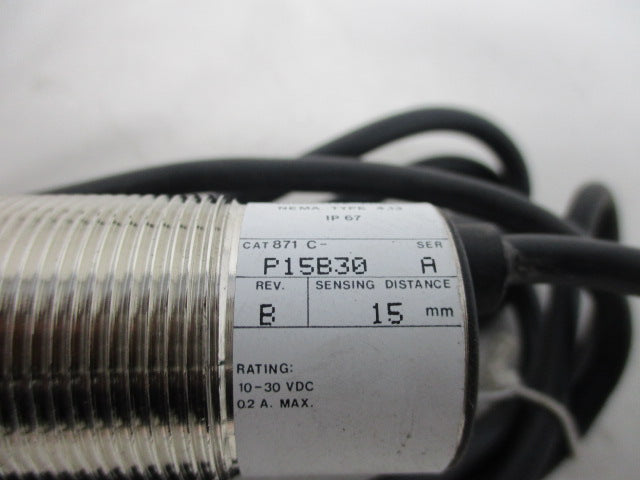 NEMA TYPE 4,13
IP 67
CAT 871 C- SER
P15B30 A
REV. SENSING DISTANCE
B 15 mm
RATING:
10-30 VDC
0.2 A. MAX.